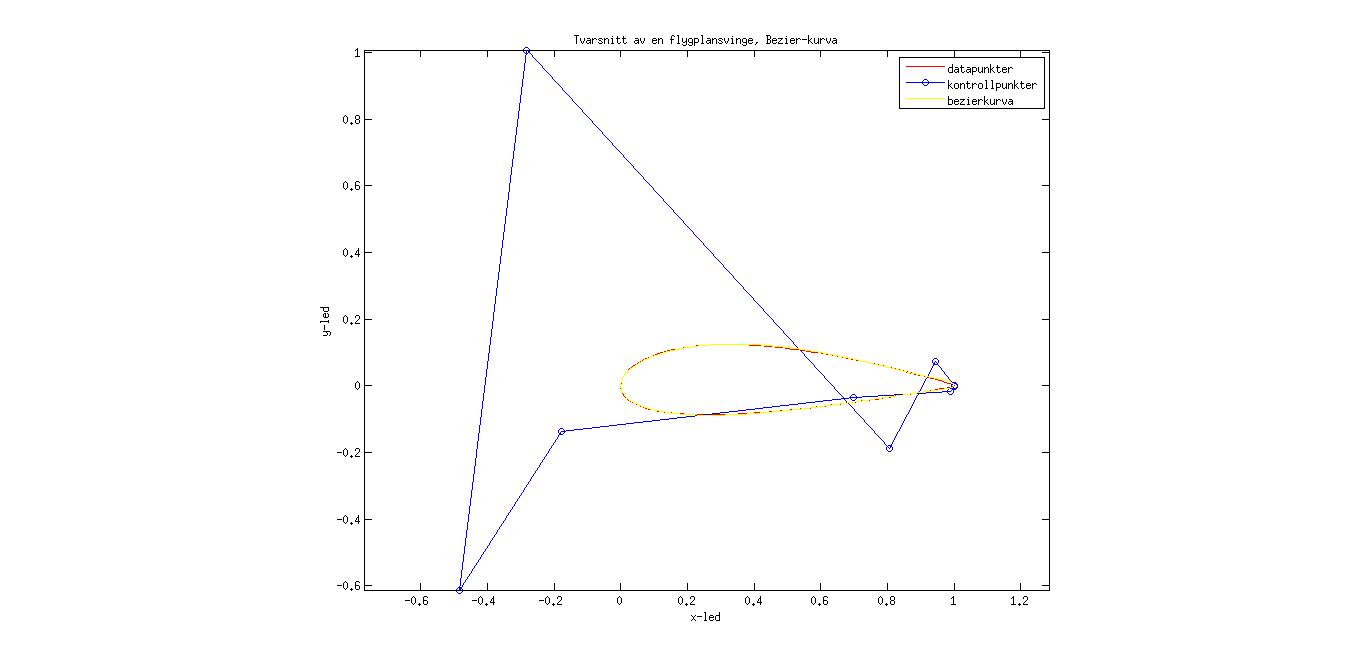 Tvarsnitt av en flygplansvinge, Bezier-kurva
datapunkter
kontrollpunkter
bezierkurva
1
0.8
0.6
0.4
0.2
0
-0.2
-0.4
-0.6
y-led
-0.6 -0.4 -0.2 0 0.2 0.4 0.6 0.8 1 1.2
x-led